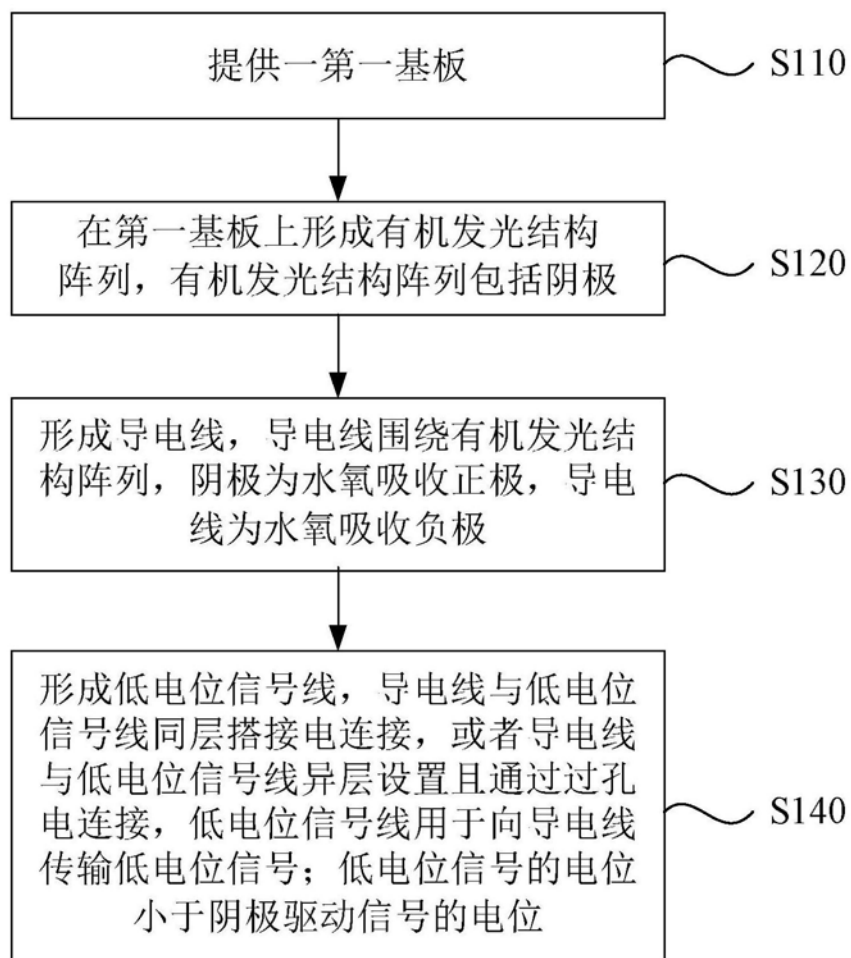 提供一第一基板
S110
在第一基板上形成有机发光结构
阵列，有机发光结构阵列包括阴极
S120
形成导电线，导电线围绕有机发光结
构阵列，阴极为水氧吸收正极，导电
线为水氧吸收负极
S130
形成低电位信号线，导电线与低电位
信号线同层搭接电连接，或者导电线
与低电位信号线异层设置且通过过孔
电连接，低电位信号线用于向导电线
传输低电位信号；低电位信号的电位
小于阴极驱动信号的电位
S140